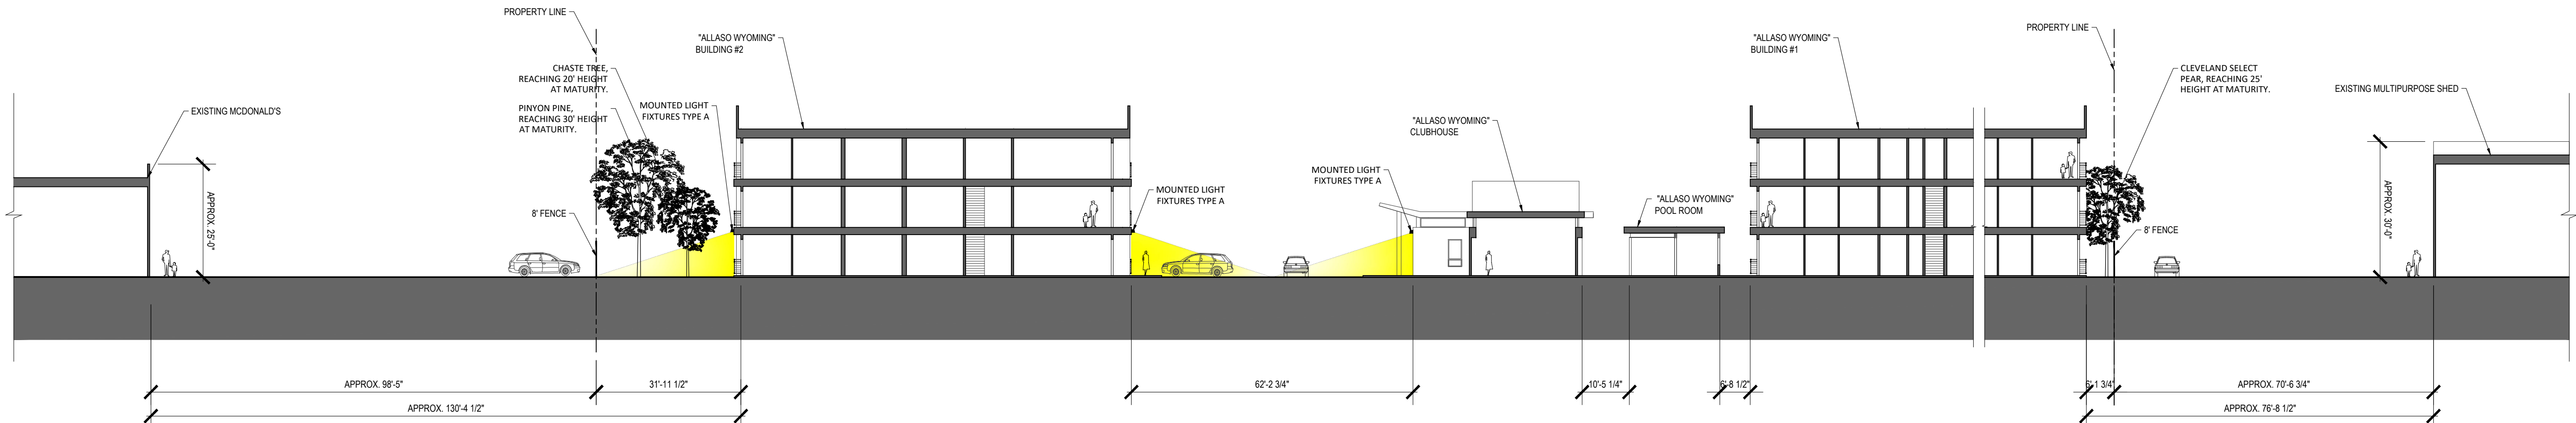 PROPERTY LINE
"ALLASO WYOMING"
BUILDING #2
CHASTE TREE,
REACHING 20' HEIGHT
AT MATURITY.
PINYON PINE,
REACHING 30' HEIGHT
AT MATURITY.
MOUNTED LIGHT
FIXTURES TYPE A
EXISTING MCDONALD'S
APPROX. 25'-0"
8' FENCE
MOUNTED LIGHT
FIXTURES TYPE A
MOUNTED LIGHT
FIXTURES TYPE A
"ALLASO WYOMING"
CLUBHOUSE
"ALLASO WYOMING"
POOL ROOM
"ALLASO WYOMING"
BUILDING #1
PROPERTY LINE
CLEVELAND SELECT
PEAR, REACHING 25'
HEIGHT AT MATURITY.
EXISTING MULTIPURPOSE SHED
APPROX. 30'-0"
8' FENCE
APPROX. 98'-5"
31'-11 1/2"
62'-2 3/4"
10'-5 1/4"
6'-8 1/2"
6'-1 3/4"
APPROX. 70'-6 3/4"
APPROX. 130'-4 1/2"
APPROX. 76'-8 1/2"